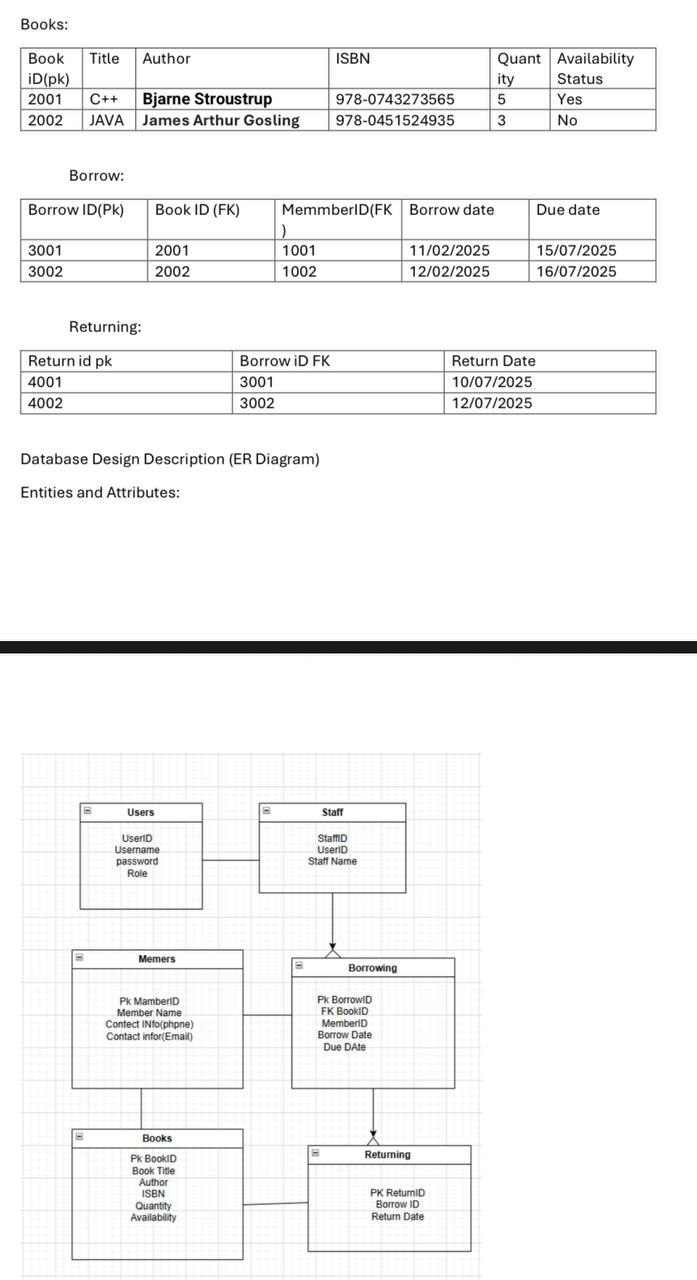 Books:
Book iD(pk) Title Author ISBN Quantity Availability Status
2001 C++ Bjarne Stroustrup 978-0743273565 5 Yes
2002 JAVA James Arthur Gosling 978-0451524935 3 No
Borrow:
Borrow ID(Pk) Book ID (FK) MemmberID(FK) Borrow date Due date
3001 2001 1001 11/02/2025 15/07/2025
3002 2002 1002 12/02/2025 16/07/2025
Returning:
Return id pk Borrow iD FK Return Date
4001 3001 10/07/2025
4002 3002 12/07/2025
Database Design Description (ER Diagram)
Entities and Attributes:
Users
UserID
Username
password
Role
Staff
StaffID
UserID
Staff Name
Memers
Pk MamberID
Member Name
Contect INfo(phpne)
Contact infor(Email)
Borrowing
Pk BorrowID
FK BookID
MemberID
Borrow Date
Due DAte
Books
Pk BookID
Book Title
Author
ISBN
Quantity
Availability
Returning
PK ReturnID
Borrow ID
Return Date